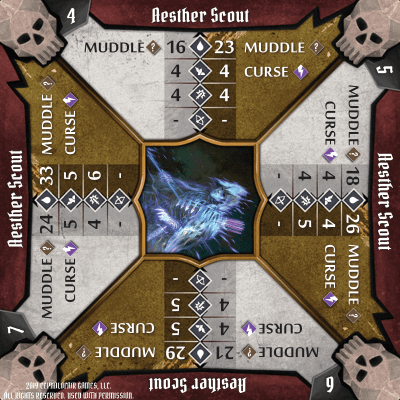 4
Aesther Scout
MUDDLE 16 23 MUDDLE
4 4 CURSE
4 4
- -
5
Aesther Scout
MUDDLE 18 26 MUDDLE
CURSE 4 4 CURSE
4 5
- -
6
Aesther Scout
MUDDLE 21 29 MUDDLE
CURSE 4 5 CURSE
4 5
- -
7
Aesther Scout
MUDDLE 24 33 MUDDLE
CURSE 5 5 CURSE
4 6
- -
2019 CEPHALOFAIR GAMES, LLC.
ALL RIGHTS RESERVED. USED WITH PERMISSION.